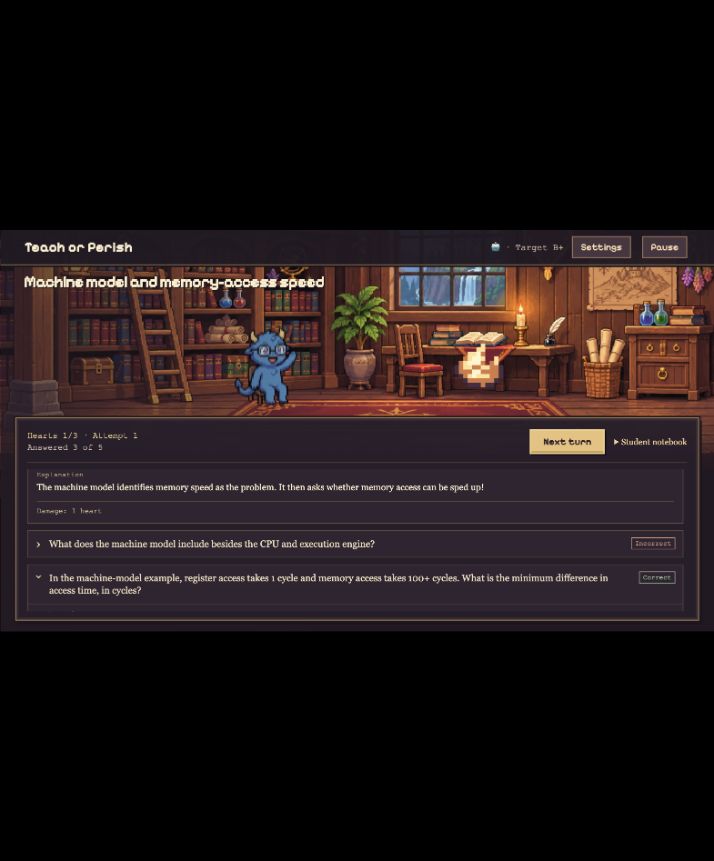 Teach or Perish
· Target B+
Settings
Pause
Machine model and memory-access speed
Hearts 1/3 · Attempt 1
Answered 3 of 5
Next turn
Student notebook
Explanation
The machine model identifies memory speed as the problem. It then asks whether memory access can be sped up!
Damage: 1 heart
What does the machine model include besides the CPU and execution engine?
Incorrect
In the machine-model example, register access takes 1 cycle and memory access takes 100+ cycles. What is the minimum difference in
access time, in cycles?
Correct